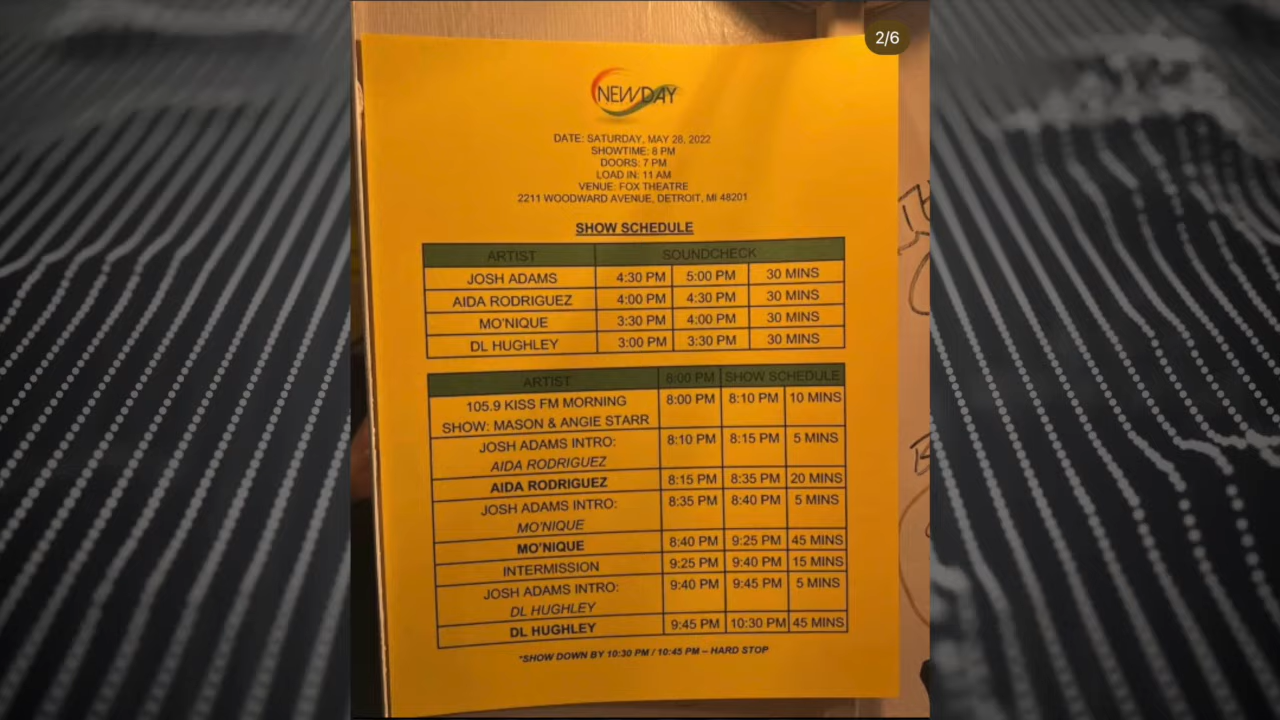 2/6
NEWDAY
DATE: SATURDAY, MAY 28, 2022
SHOWTIME: 8 PM
DOORS: 7 PM
LOAD IN: 11 AM
VENUE: FOX THEATRE
2211 WOODWARD AVENUE, DETROIT, MI 48201
SHOW SCHEDULE
ARTIST SOUNDCHECK
JOSH ADAMS 4:30 PM 5:00 PM 30 MINS
AIDA RODRIGUEZ 4:00 PM 4:30 PM 30 MINS
MO'NIQUE 3:30 PM 4:00 PM 30 MINS
DL HUGHLEY 3:00 PM 3:30 PM 30 MINS
ARTIST 8:00 PM SHOW SCHEDULE
105.9 KISS FM MORNING
SHOW: MASON & ANGIE STARR 8:00 PM 8:10 PM 10 MINS
JOSH ADAMS INTRO: 8:10 PM 8:15 PM 5 MINS
AIDA RODRIGUEZ
AIDA RODRIGUEZ 8:15 PM 8:35 PM 20 MINS
JOSH ADAMS INTRO: 8:35 PM 8:40 PM 5 MINS
MO'NIQUE
MO'NIQUE 8:40 PM 9:25 PM 45 MINS
INTERMISSION 9:25 PM 9:40 PM 15 MINS
JOSH ADAMS INTRO: 9:40 PM 9:45 PM 5 MINS
DL HUGHLEY
DL HUGHLEY 9:45 PM 10:30 PM 45 MINS
*SHOW DOWN BY 10:30 PM / 10:45 PM – HARD STOP